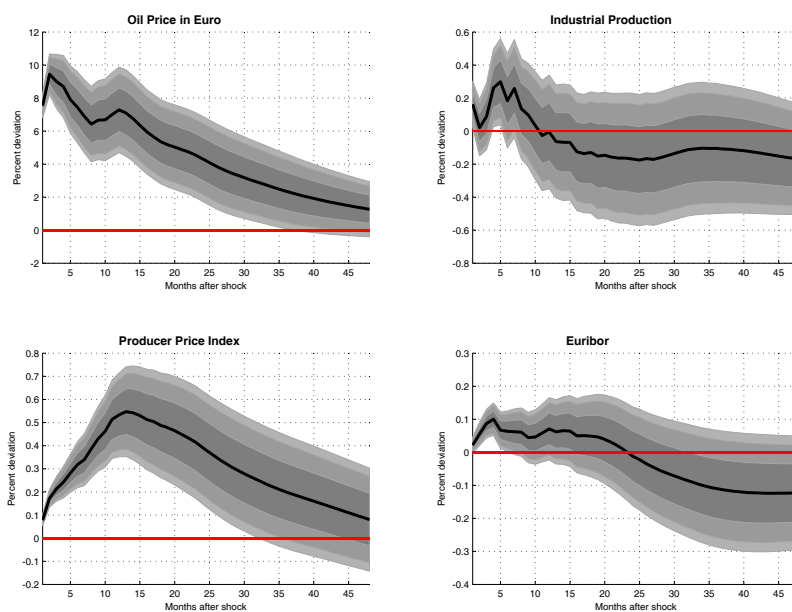 Oil Price in Euro
Percent deviation
12
10
8
6
4
2
0
-2
5 10 15 20 25 30 35 40 45
Months after shock
Industrial Production
Percent deviation
0.6
0.4
0.2
0
-0.2
-0.4
-0.6
-0.8
5 10 15 20 25 30 35 40 45
Months after shock
Producer Price Index
Percent deviation
0.8
0.7
0.6
0.5
0.4
0.3
0.2
0.1
0
-0.1
-0.2
5 10 15 20 25 30 35 40 45
Months after shock
Euribor
Percent deviation
0.3
0.2
0.1
0
-0.1
-0.2
-0.3
-0.4
5 10 15 20 25 30 35 40 45
Months after shock